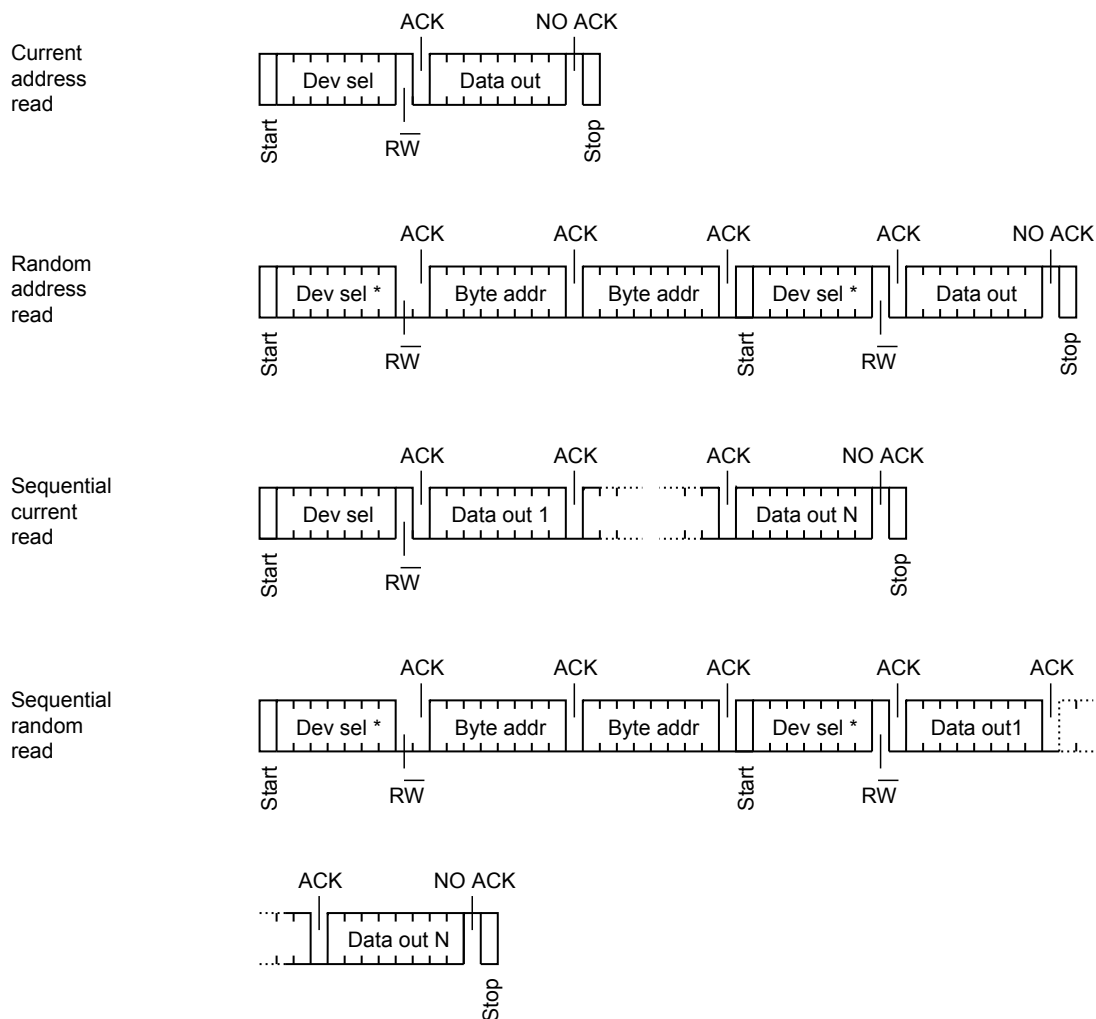 ACK NO ACK
Current
address
read
Dev sel Data out
Start R𝑊̅ Stop
ACK ACK ACK ACK NO ACK
Random
address
read
Dev sel * Byte addr Byte addr Dev sel * Data out
Start RW̅ Start RW̅ Stop
ACK ACK ACK NO ACK
Sequential
current
read
Dev sel Data out 1 Data out N
Start RW̅ Stop
ACK ACK ACK ACK ACK
Sequential
random
read
Dev sel * Byte addr Byte addr Dev sel * Data out1
Start RW̅ Start RW̅
ACK NO ACK
Data out N
Stop